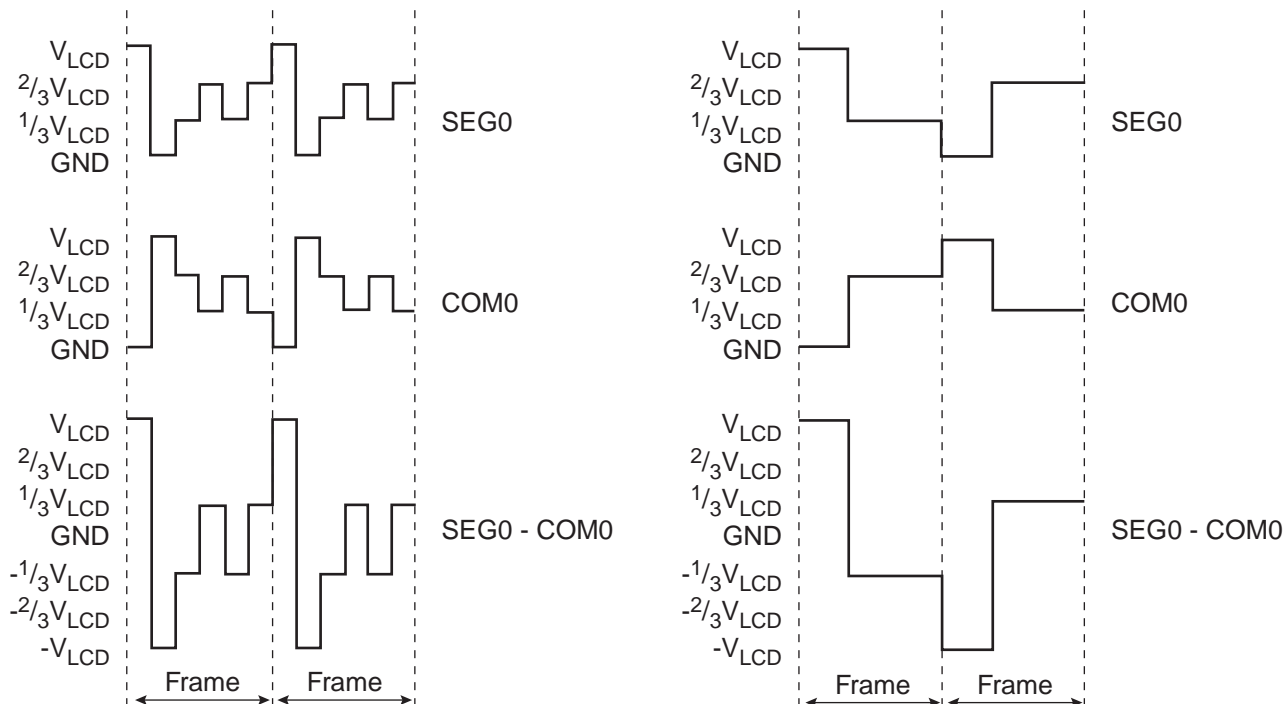 V_LCD
2/3V_LCD
1/3V_LCD
GND
SEG0
V_LCD
2/3V_LCD
1/3V_LCD
GND
COM0
V_LCD
2/3V_LCD
1/3V_LCD
GND
-1/3V_LCD
-2/3V_LCD
-V_LCD
SEG0 - COM0
Frame
Frame
V_LCD
2/3V_LCD
1/3V_LCD
GND
SEG0
V_LCD
2/3V_LCD
1/3V_LCD
GND
COM0
V_LCD
2/3V_LCD
1/3V_LCD
GND
-1/3V_LCD
-2/3V_LCD
-V_LCD
SEG0 - COM0
Frame
Frame